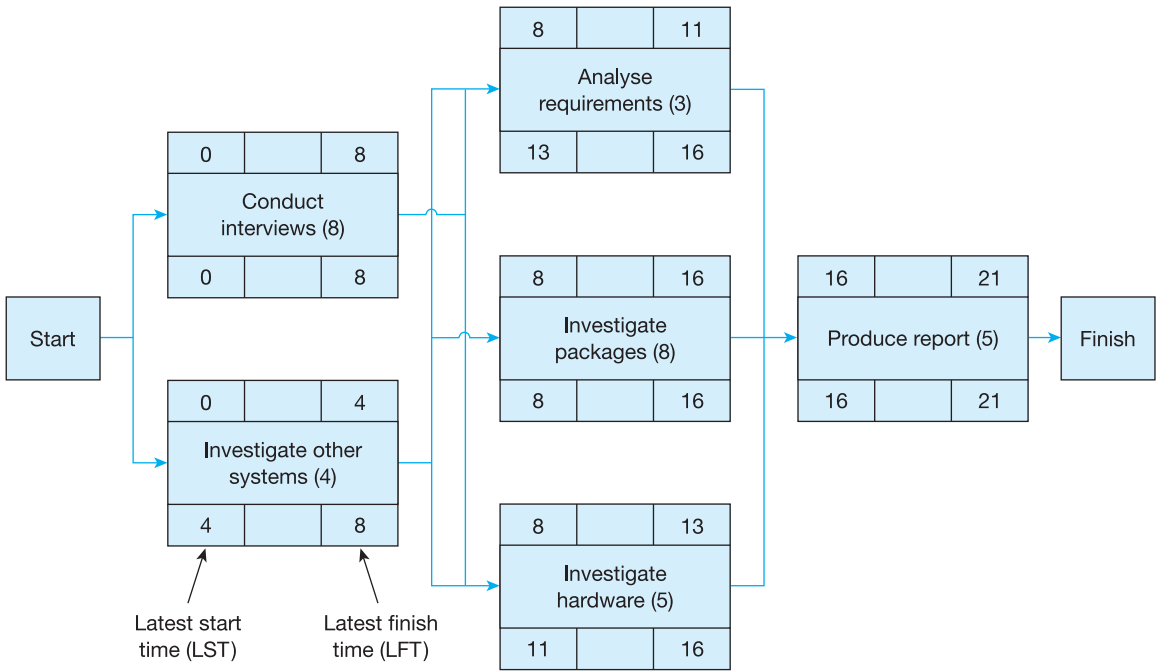 Start
0 8
Conduct
interviews (8)
0 8
0 4
Investigate other
systems (4)
4 8
Latest start
time (LST)
Latest finish
time (LFT)
8 11
Analyse
requirements (3)
13 16
8 16
Investigate
packages (8)
8 16
8 13
Investigate
hardware (5)
11 16
16 21
Produce report (5)
16 21
Finish